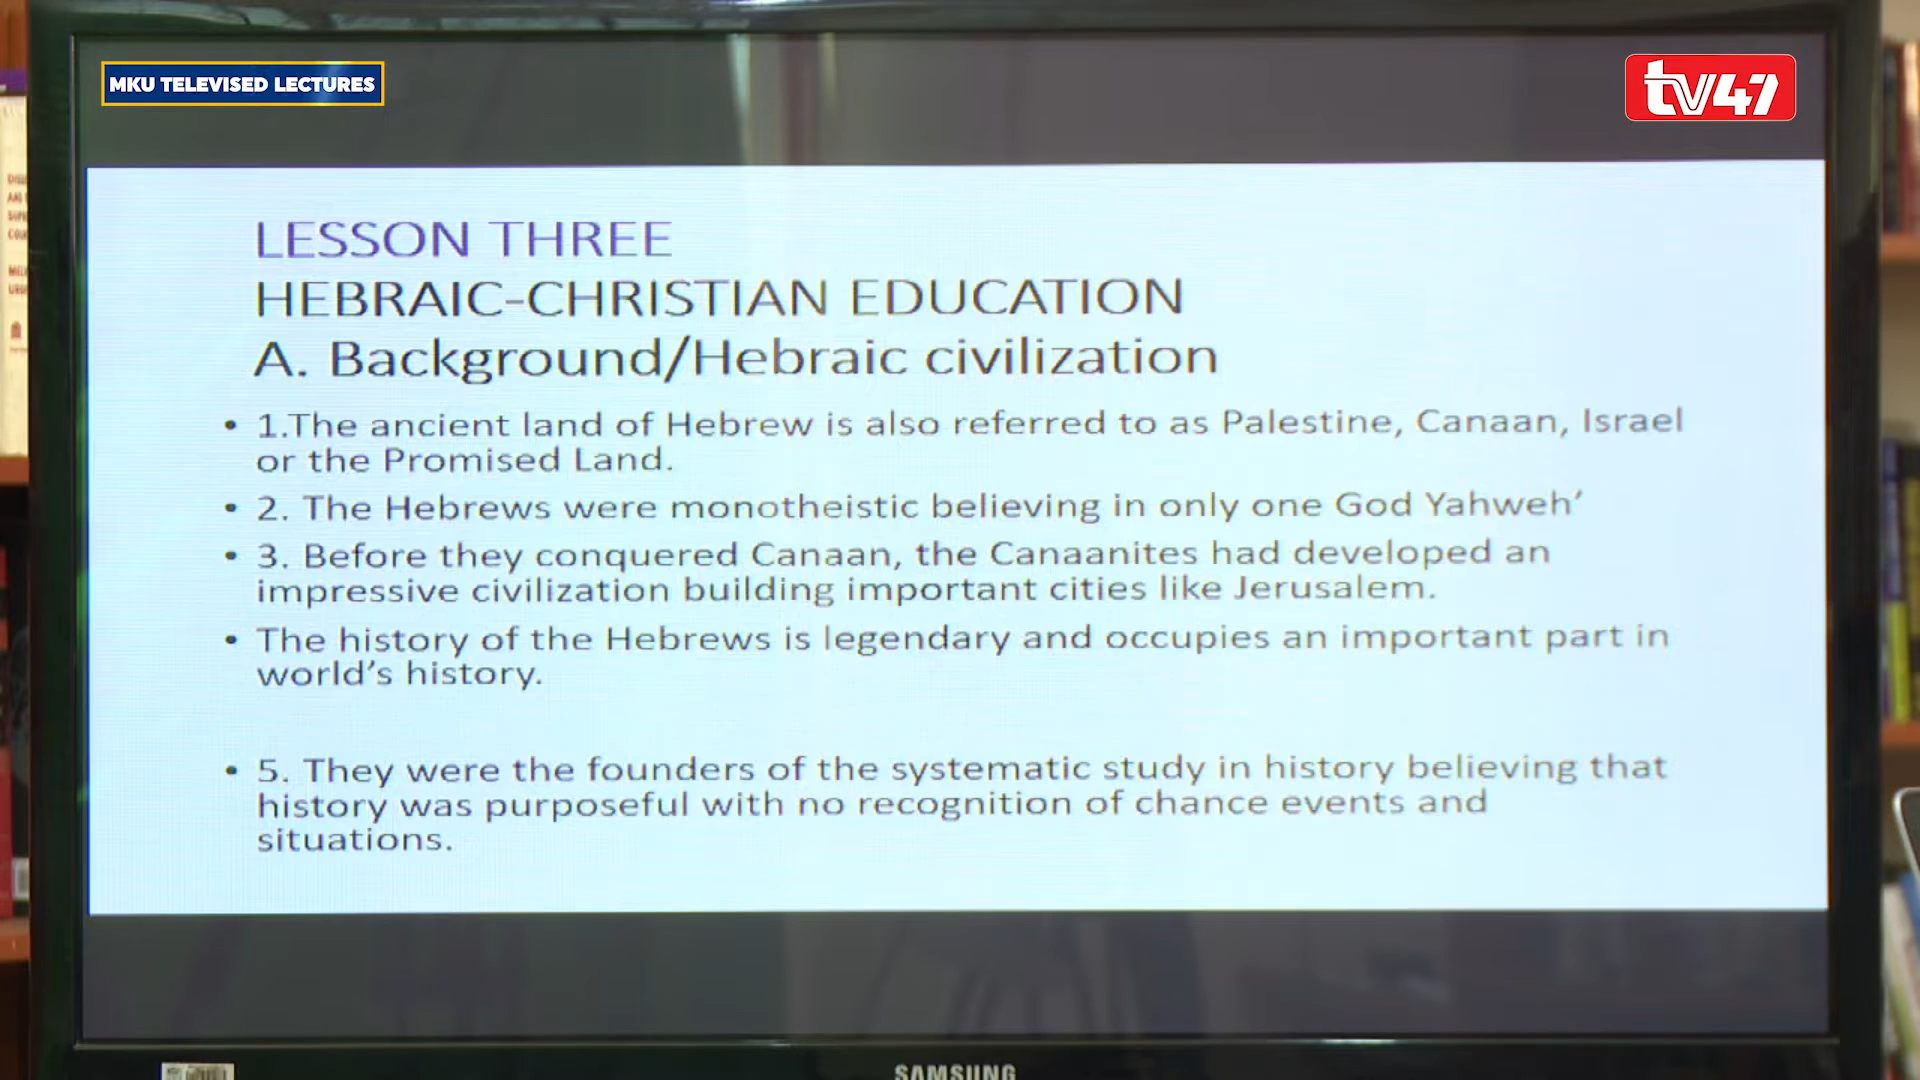 MKU TELEVISED LECTURES
tv47
LESSON THREE
HEBRAIC-CHRISTIAN EDUCATION
A. Background/Hebraic civilization
• 1.The ancient land of Hebrew is also referred to as Palestine, Canaan, Israel
or the Promised Land.
• 2. The Hebrews were monotheistic believing in only one God Yahweh’
• 3. Before they conquered Canaan, the Canaanites had developed an
impressive civilization building important cities like Jerusalem.
• The history of the Hebrews is legendary and occupies an important part in
world’s history.
• 5. They were the founders of the systematic study in history believing that
history was purposeful with no recognition of chance events and
situations.
SAMSUNG